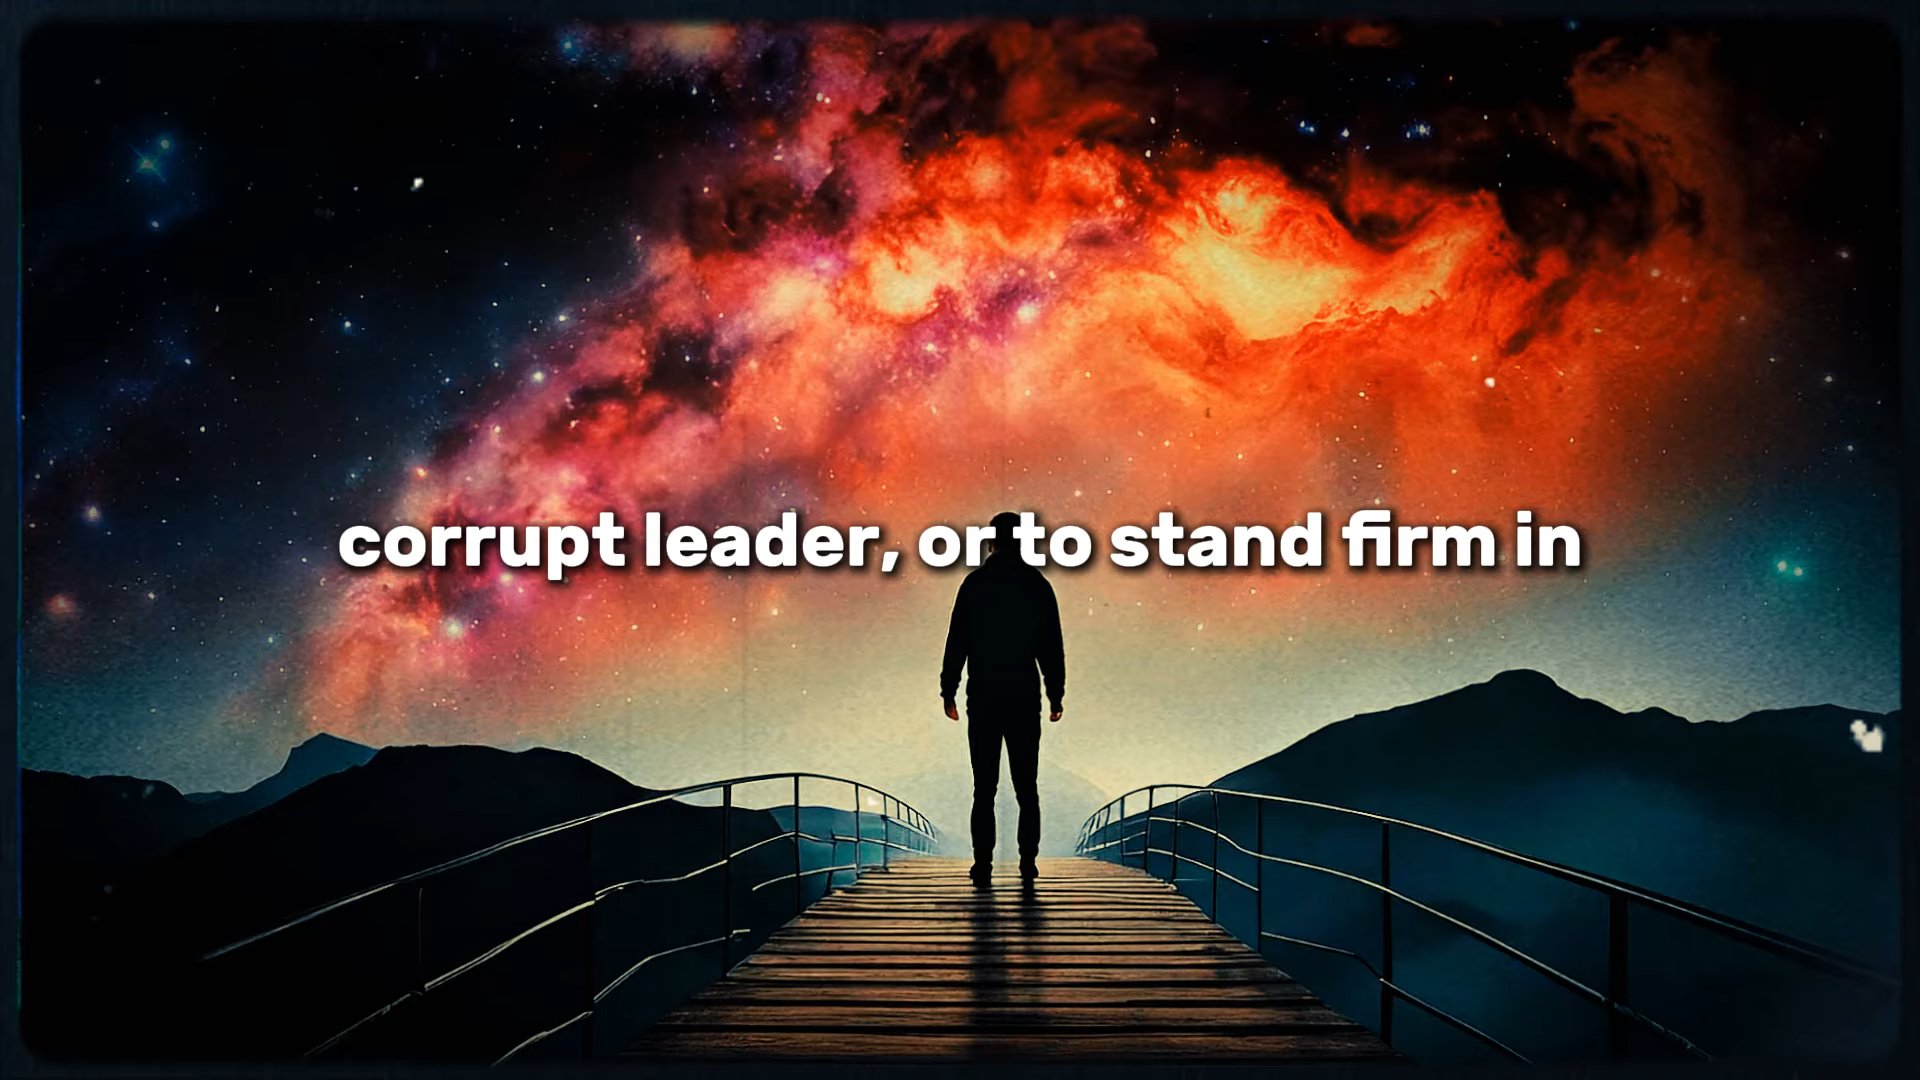 corrupt leader, or to stand firm in